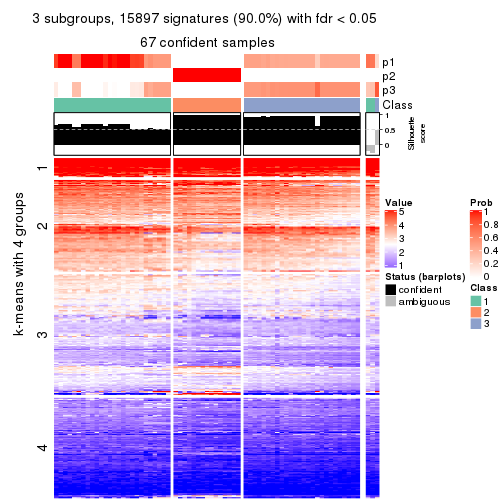 3 subgroups, 15897 signatures (90.0%) with fdr < 0.05
67 confident samples
p1
p2
p3
Class
1
0.5
0
Silhouette
score
k-means with 4 groups
1
2
3
4
Value
5
4
3
2
1
Status (barplots)
confident
ambiguous
Prob
1
0.8
0.6
0.4
0.2
0
Class
1
2
3